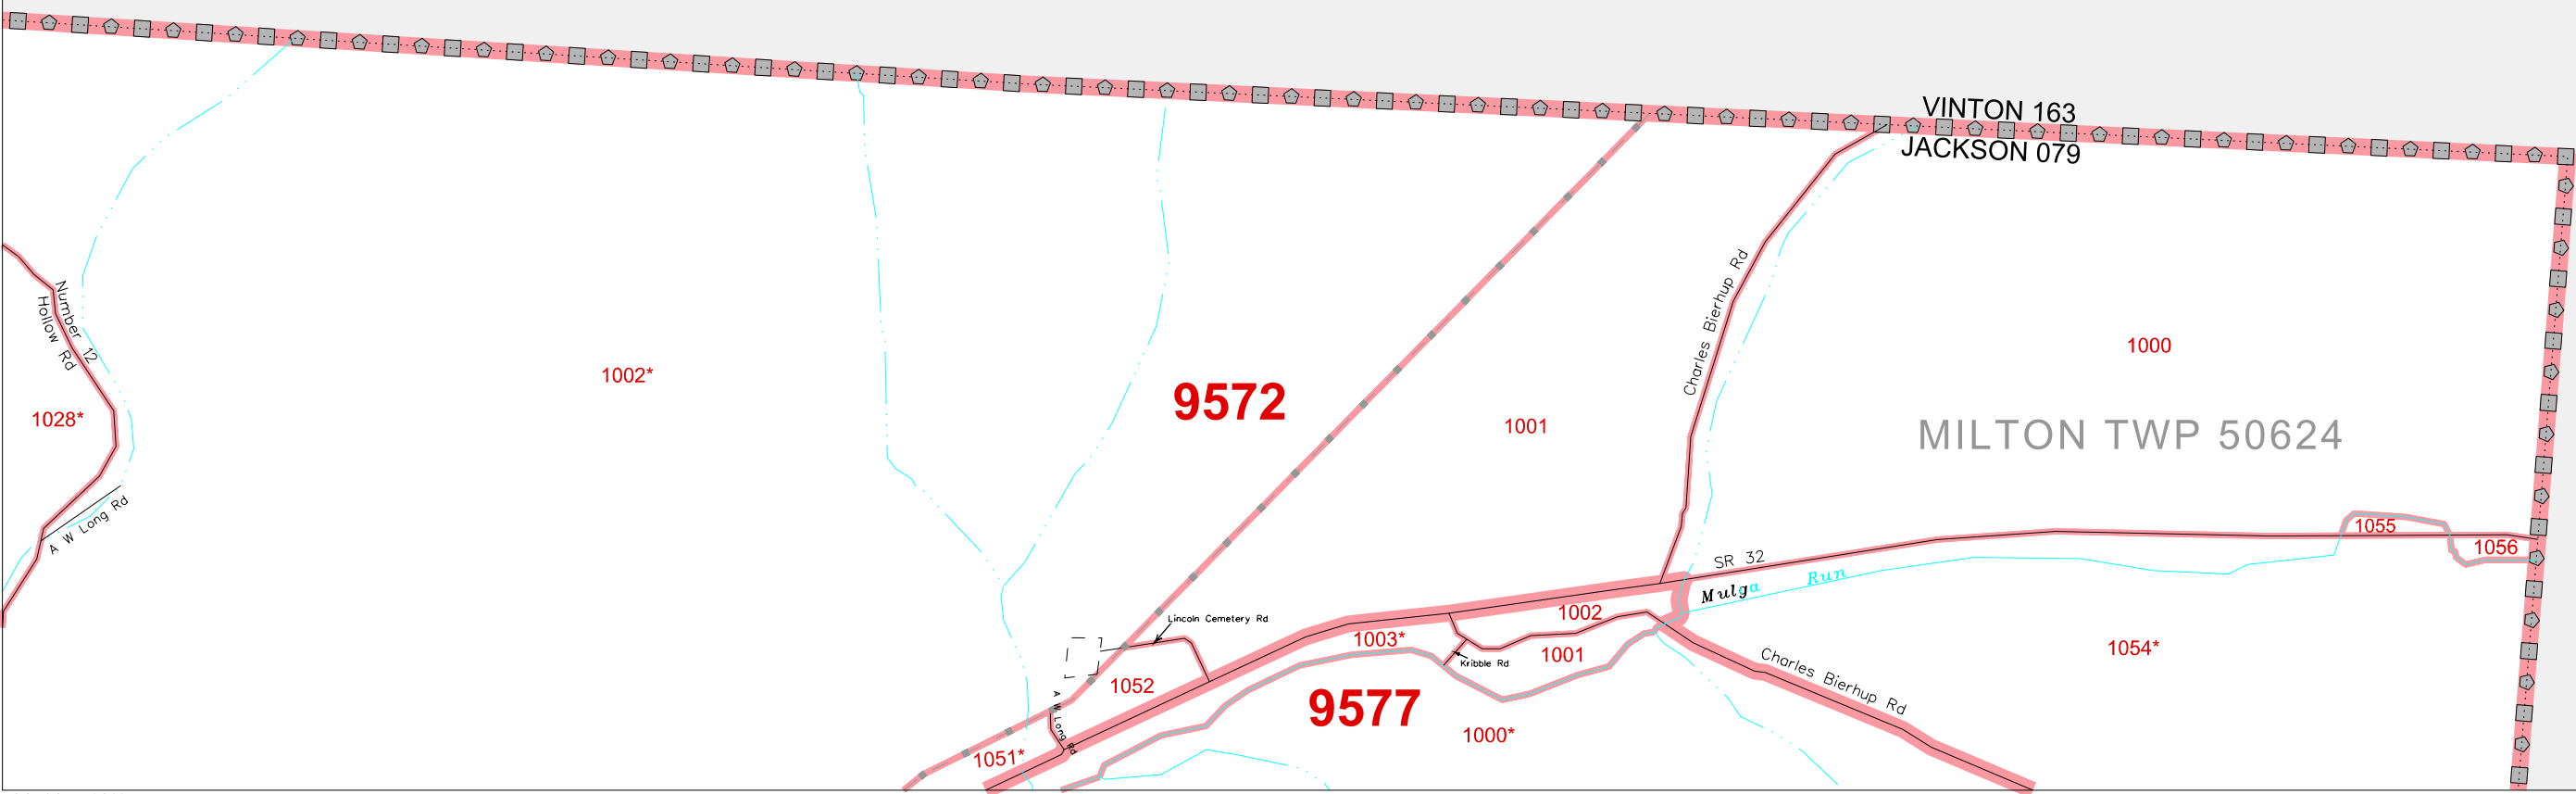 VINTON 163
JACKSON 079
Number 12
Hollow Rd
Charles Bierhup Rd
1000
1002*
9572
1028*
1001
MILTON TWP 50624
A W Long Rd
1055
1056
SR 32
Mulga Run
1002
Lincoln Cemetery Rd
1003*
1001
Kribble Rd
1054*
1052
Charles Bierhup Rd
A W Long Rd
9577
1000*
1051*